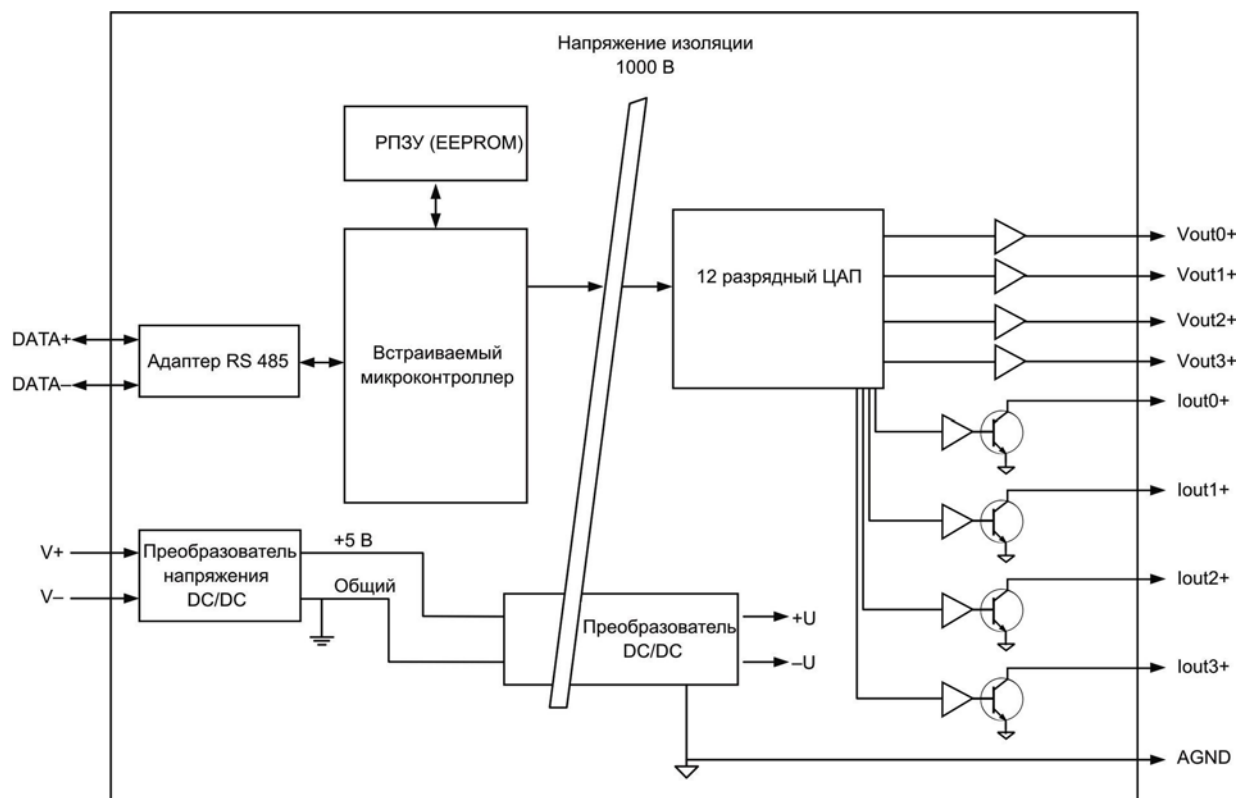 Напряжение изоляции
1000 В
РПЗУ (EEPROM)
12 разрядный ЦАП
Vout0+
Vout1+
Vout2+
Vout3+
DATA+
DATA–
Адаптер RS 485
Встраиваемый
микроконтроллер
Iout0+
Iout1+
Iout2+
Iout3+
V+
V–
Преобразователь
напряжения
DC/DC
+5 В
Общий
Преобразователь
DC/DC
+U
–U
AGND